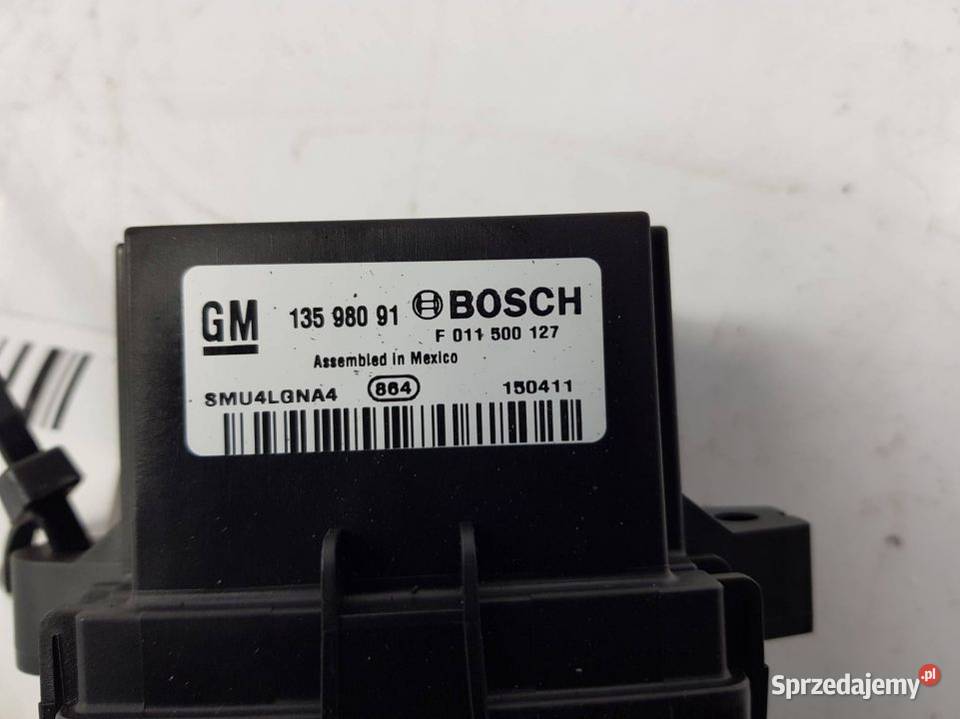 GM 135 980 91 BOSCH
F 011 500 127
Assembled in Mexico
SMU4LGNA4 864 150411
Sprzedajemy.pl